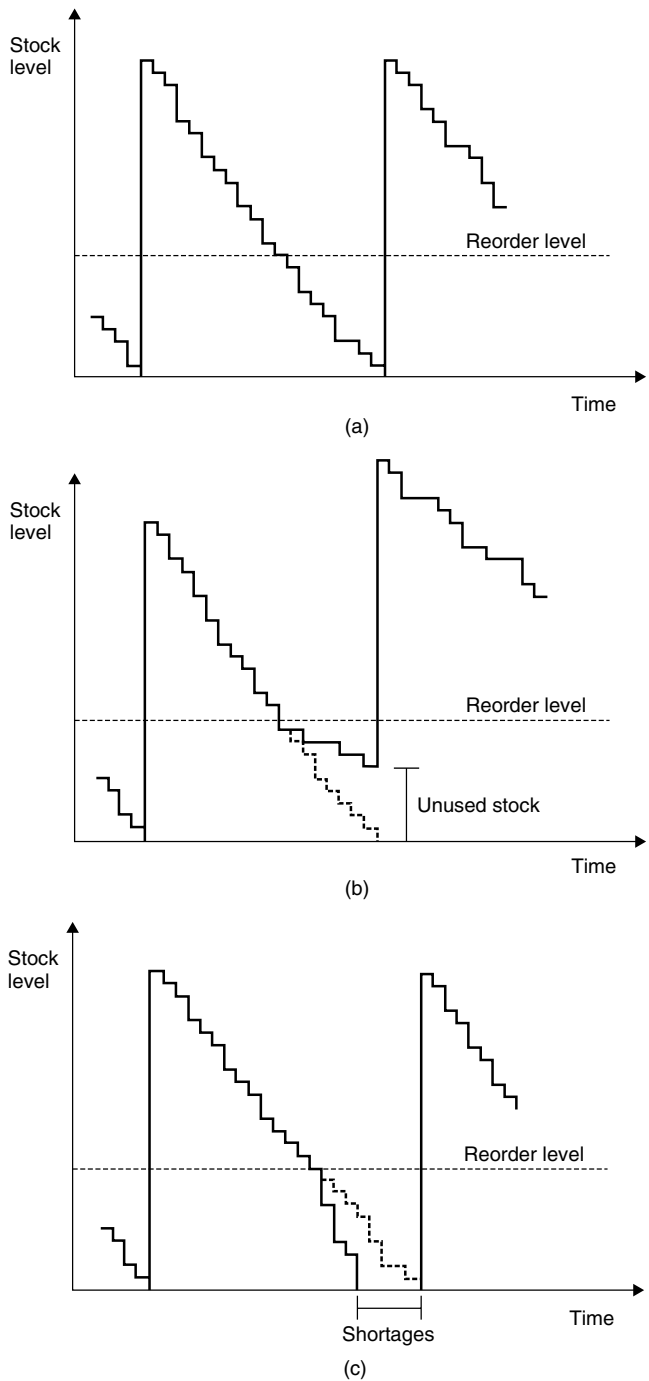 Stock
level
Reorder level
Time
(a)
Stock
level
Reorder level
Unused stock
Time
(b)
Stock
level
Reorder level
Time
Shortages
(c)